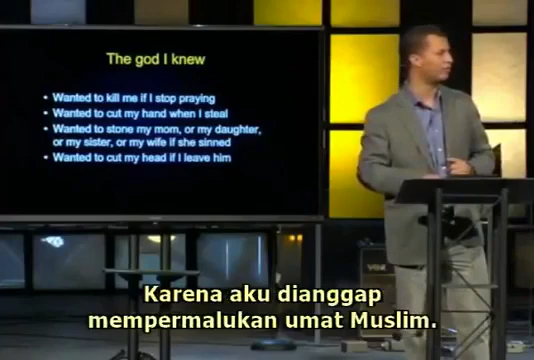 The god I knew
• Wanted to kill me if I stop praying
• Wanted to cut my hand when I steal
• Wanted to stone my mom, or my daughter,
or my sister, or my wife if she sinned
• Wanted to cut my head if I leave him
VOX
Karena aku dianggap
mempermalukan umat Muslim.